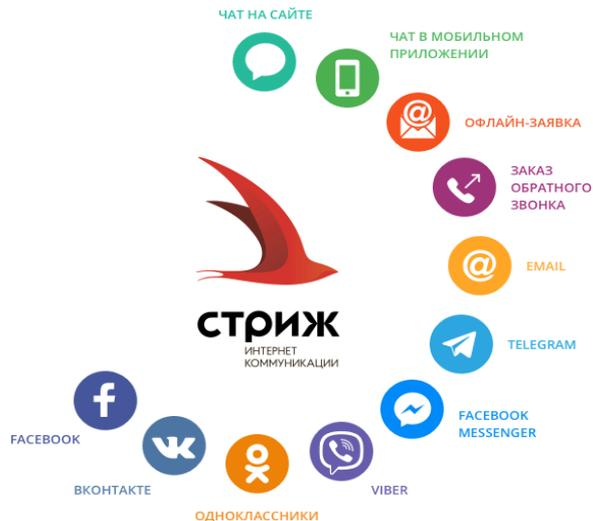 ЧАТ НА САЙТЕ
ЧАТ В МОБИЛЬНОМ
ПРИЛОЖЕНИИ
ОФЛАЙН-ЗАЯВКА
ЗАКАЗ
ОБРАТНОГО
ЗВОНКА
EMAIL
TELEGRAM
FACEBOOK
MESSENGER
VIBER
ОДНОКЛАССНИКИ
ВКОНТАКТЕ
FACEBOOK
стриж
ИНТЕРНЕТ
КОММУНИКАЦИИ